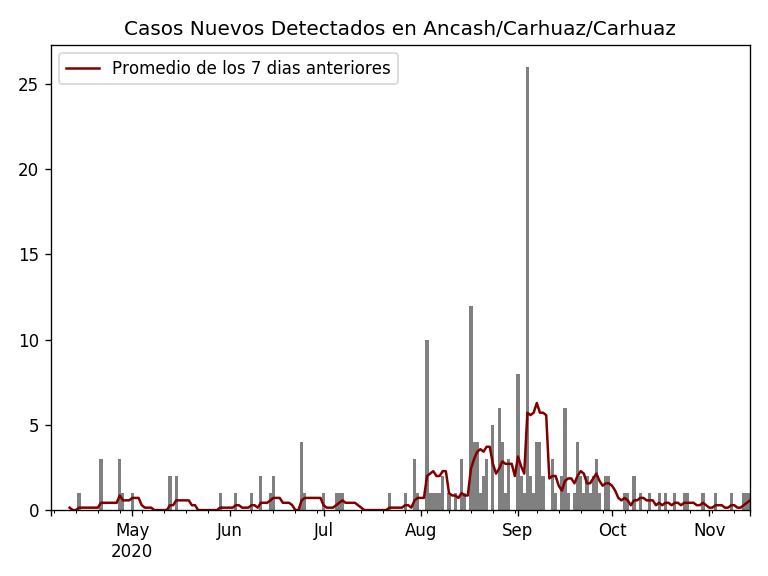 Casos Nuevos Detectados en Ancash/Carhuaz/Carhuaz
Promedio de los 7 dias anteriores
25
20
15
10
5
0
May Jun Jul Aug Sep Oct Nov
2020